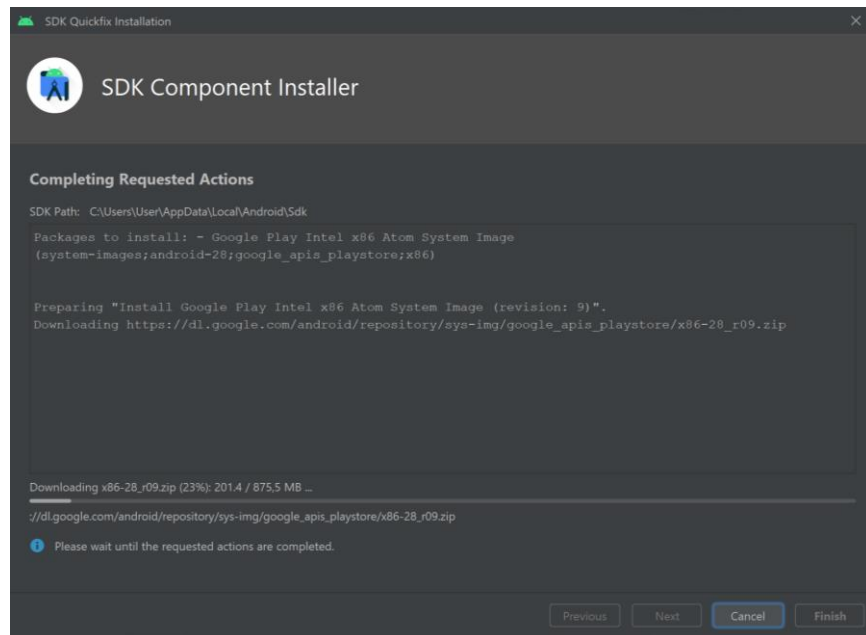 SDK Quickfix Installation
SDK Component Installer
Completing Requested Actions
SDK Path: C:\Users\User\AppData\Local\Android\Sdk
Packages to install: - Google Play Intel x86 Atom System Image
(system-images;android-28;google_apis_playstore;x86)
Preparing "Install Google Play Intel x86 Atom System Image (revision: 9)".
Downloading https://dl.google.com/android/repository/sys-img/google_apis_playstore/x86-28_r09.zip
Downloading x86-28_r09.zip (23%): 201.4 / 875,5 MB ...
://dl.google.com/android/repository/sys-img/google_apis_playstore/x86-28_r09.zip
Please wait until the requested actions are completed.
Previous Next Cancel Finish